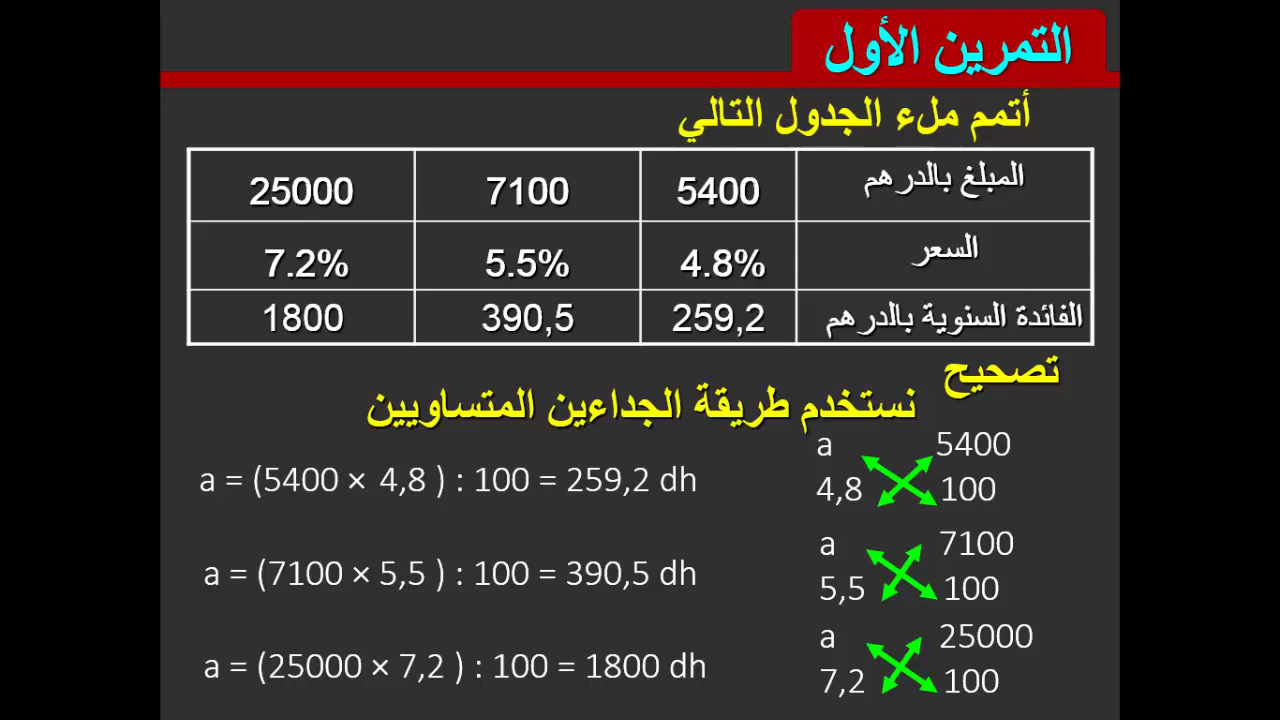 التمرين الأول
أتمم ملء الجدول التالي
المبلغ بالدرهم 5400 7100 25000
السعر 4.8% 5.5% 7.2%
الفائدة السنوية بالدرهم 259,2 390,5 1800
تصحيح
نستخدم طريقة الجداءين المتساويين
a 5400
4,8 100
a = (5400 × 4,8 ) : 100 = 259,2 dh
a 7100
5,5 100
a = (7100 × 5,5 ) : 100 = 390,5 dh
a 25000
7,2 100
a = (25000 × 7,2 ) : 100 = 1800 dh